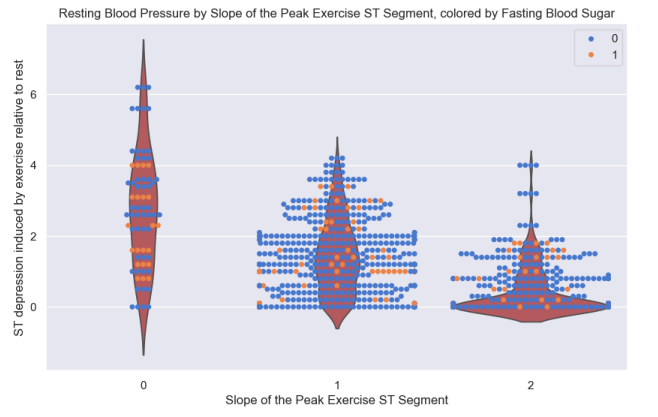 Resting Blood Pressure by Slope of the Peak Exercise ST Segment, colored by Fasting Blood Sugar
0
1
ST depression induced by exercise relative to rest
6
4
2
0
0 1 2
Slope of the Peak Exercise ST Segment